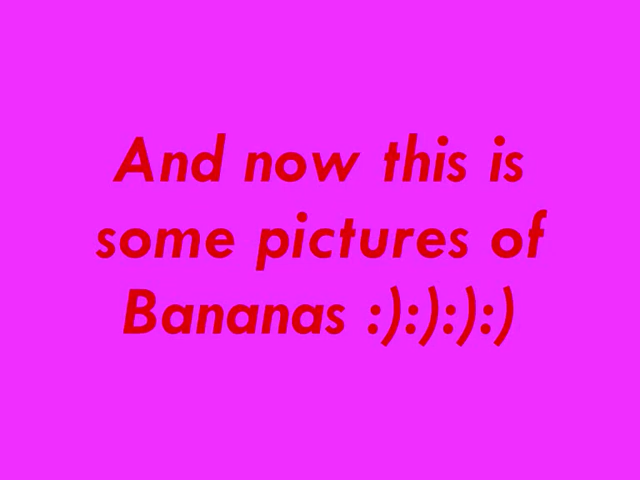 And now this is
some pictures of
Bananas :):):):)